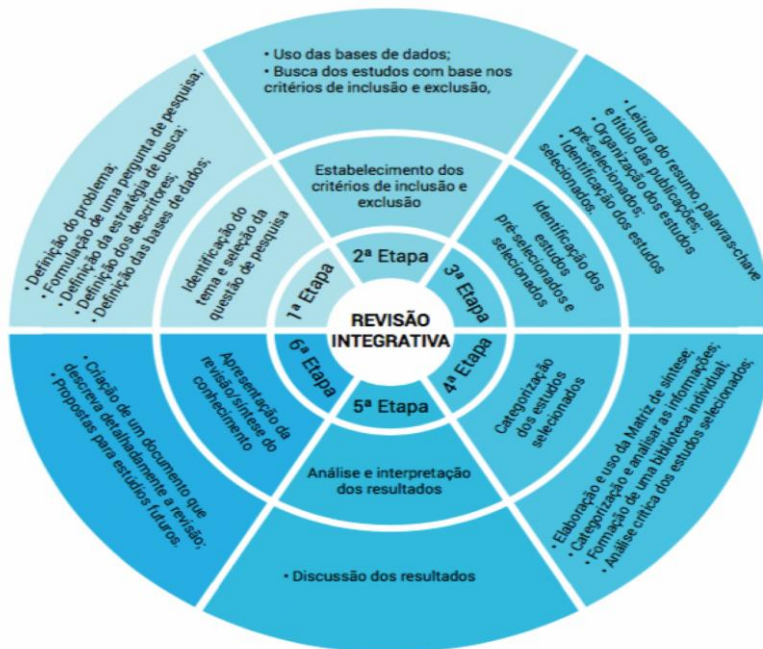 REVISÃO
INTEGRATIVA
1ª Etapa
Identificação do
tema e seleção da
questão de pesquisa
• Definição do problema;
• Formulação de uma pergunta de pesquisa;
• Definição da estratégia de busca;
• Definição dos descritores;
• Definição das bases de dados;
2ª Etapa
Estabelecimento dos
critérios de inclusão e
exclusão
• Uso das bases de dados;
• Busca dos estudos com base nos
critérios de inclusão e exclusão,
3ª Etapa
Identificação dos
estudos
pré-selecionados e
selecionados
• Leitura do resumo, palavras-chave
e título das publicações;
• Organização dos estudos
pré-selecionados;
• Identificação dos estudos
selecionados.
4ª Etapa
Categorização
dos estudos
selecionados
• Elaboração e uso da Matriz de síntese;
• Categorização e analisar as informações;
• Formação de uma biblioteca individual;
• Análise crítica dos estudos selecionados;
5ª Etapa
Análise e interpretação
dos resultados
• Discussão dos resultados
6ª Etapa
Apresentação da
revisão/síntese do
conhecimento
• Criação de um documento que
descreva detalhadamente a revisão;
• Propostas para estúdios futuros.